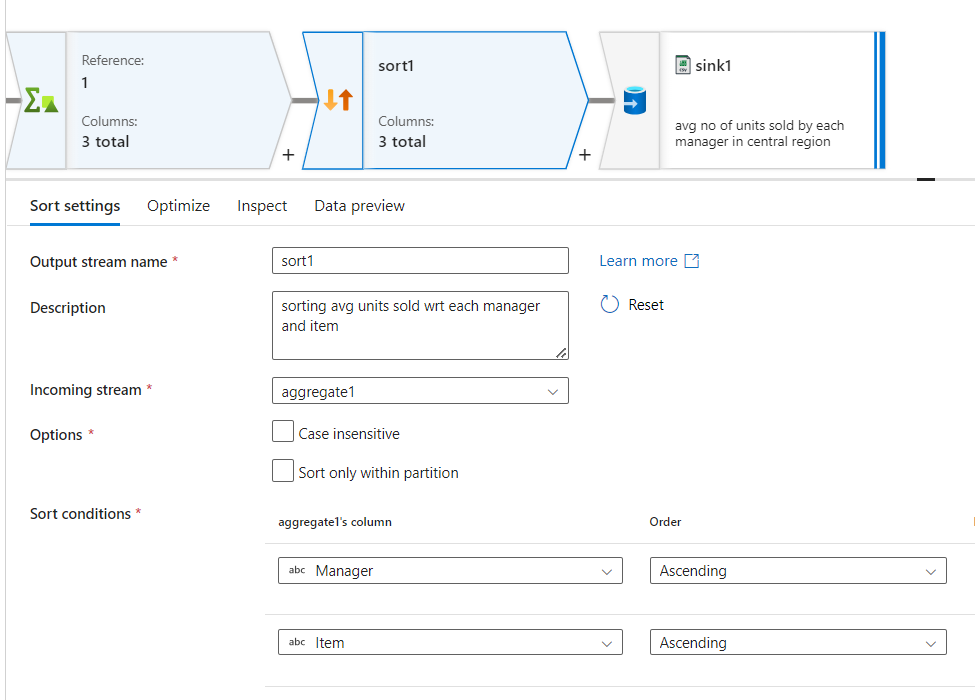 Reference:
1
Columns:
3 total
+
sort1
Columns:
3 total
+
CSV
sink1
avg no of units sold by each
manager in central region
Sort settings
Optimize
Inspect
Data preview
Output stream name *
sort1
Learn more
Description
sorting avg units sold wrt each manager
and item
Reset
Incoming stream *
aggregate1
Options *
Case insensitive
Sort only within partition
Sort conditions *
aggregate1's column
Order
abc Manager
Ascending
abc Item
Ascending